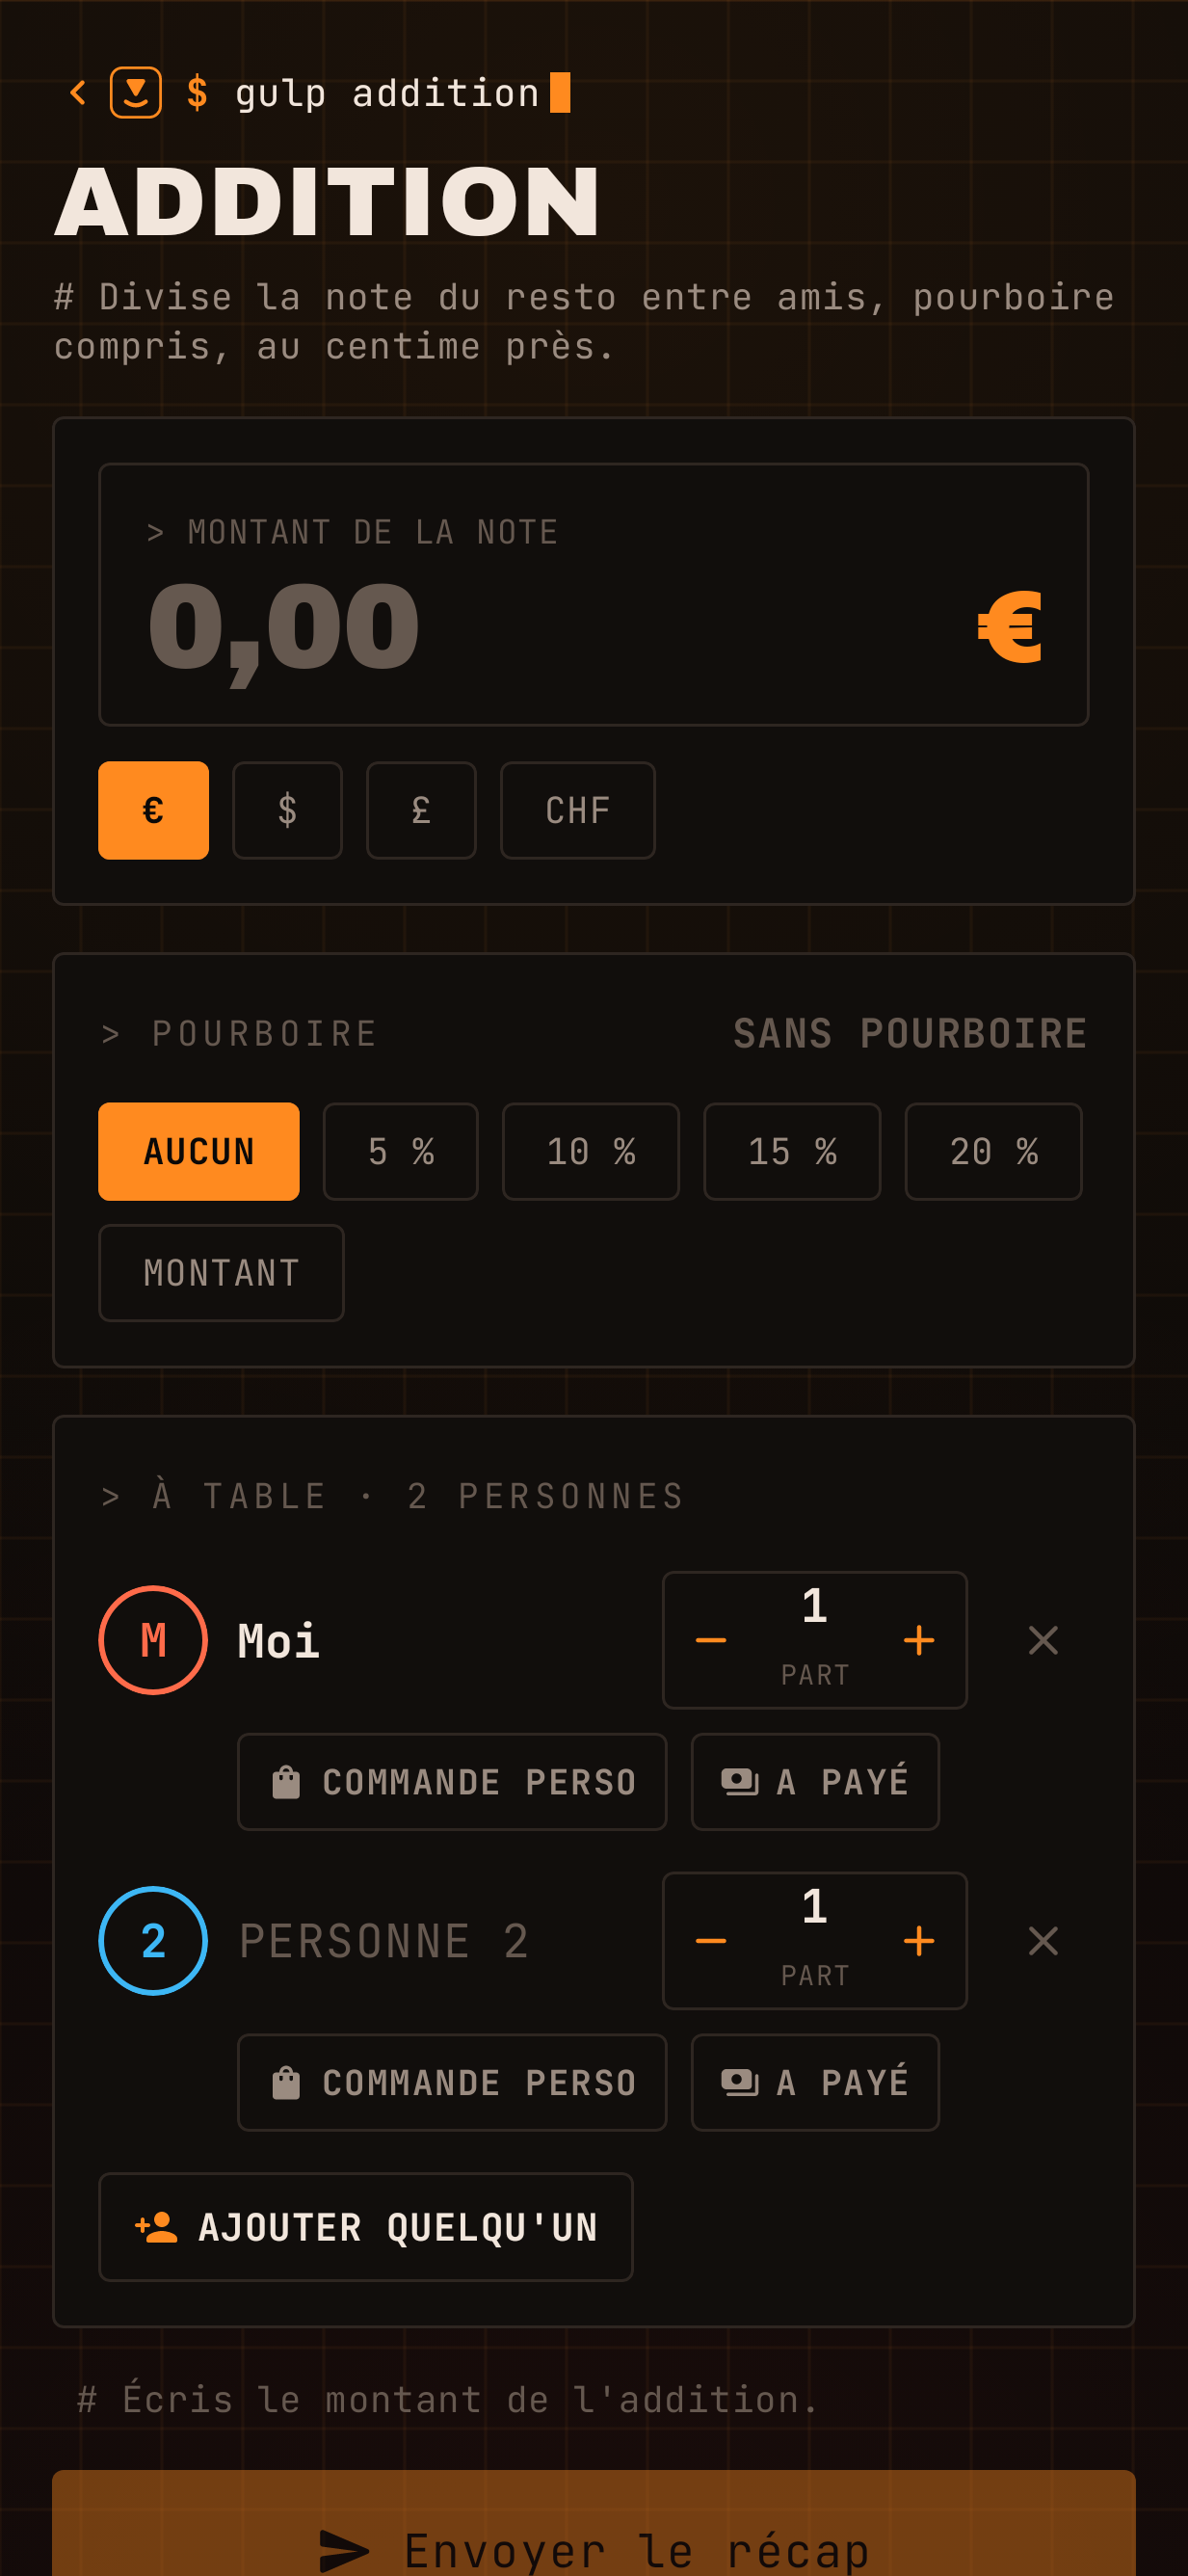 $ gulp addition
ADDITION
# Divise la note du resto entre amis, pourboire
compris, au centime près.
> MONTANT DE LA NOTE
0,00 €
€ $ £ CHF
> POURBOIRE SANS POURBOIRE
AUCUN 5 % 10 % 15 % 20 %
MONTANT
> À TABLE · 2 PERSONNES
M Moi − 1 + ×
PART
COMMANDE PERSO A PAYÉ
2 PERSONNE 2 − 1 + ×
PART
COMMANDE PERSO A PAYÉ
AJOUTER QUELQU'UN
# Écris le montant de l'addition.
Envoyer le récap